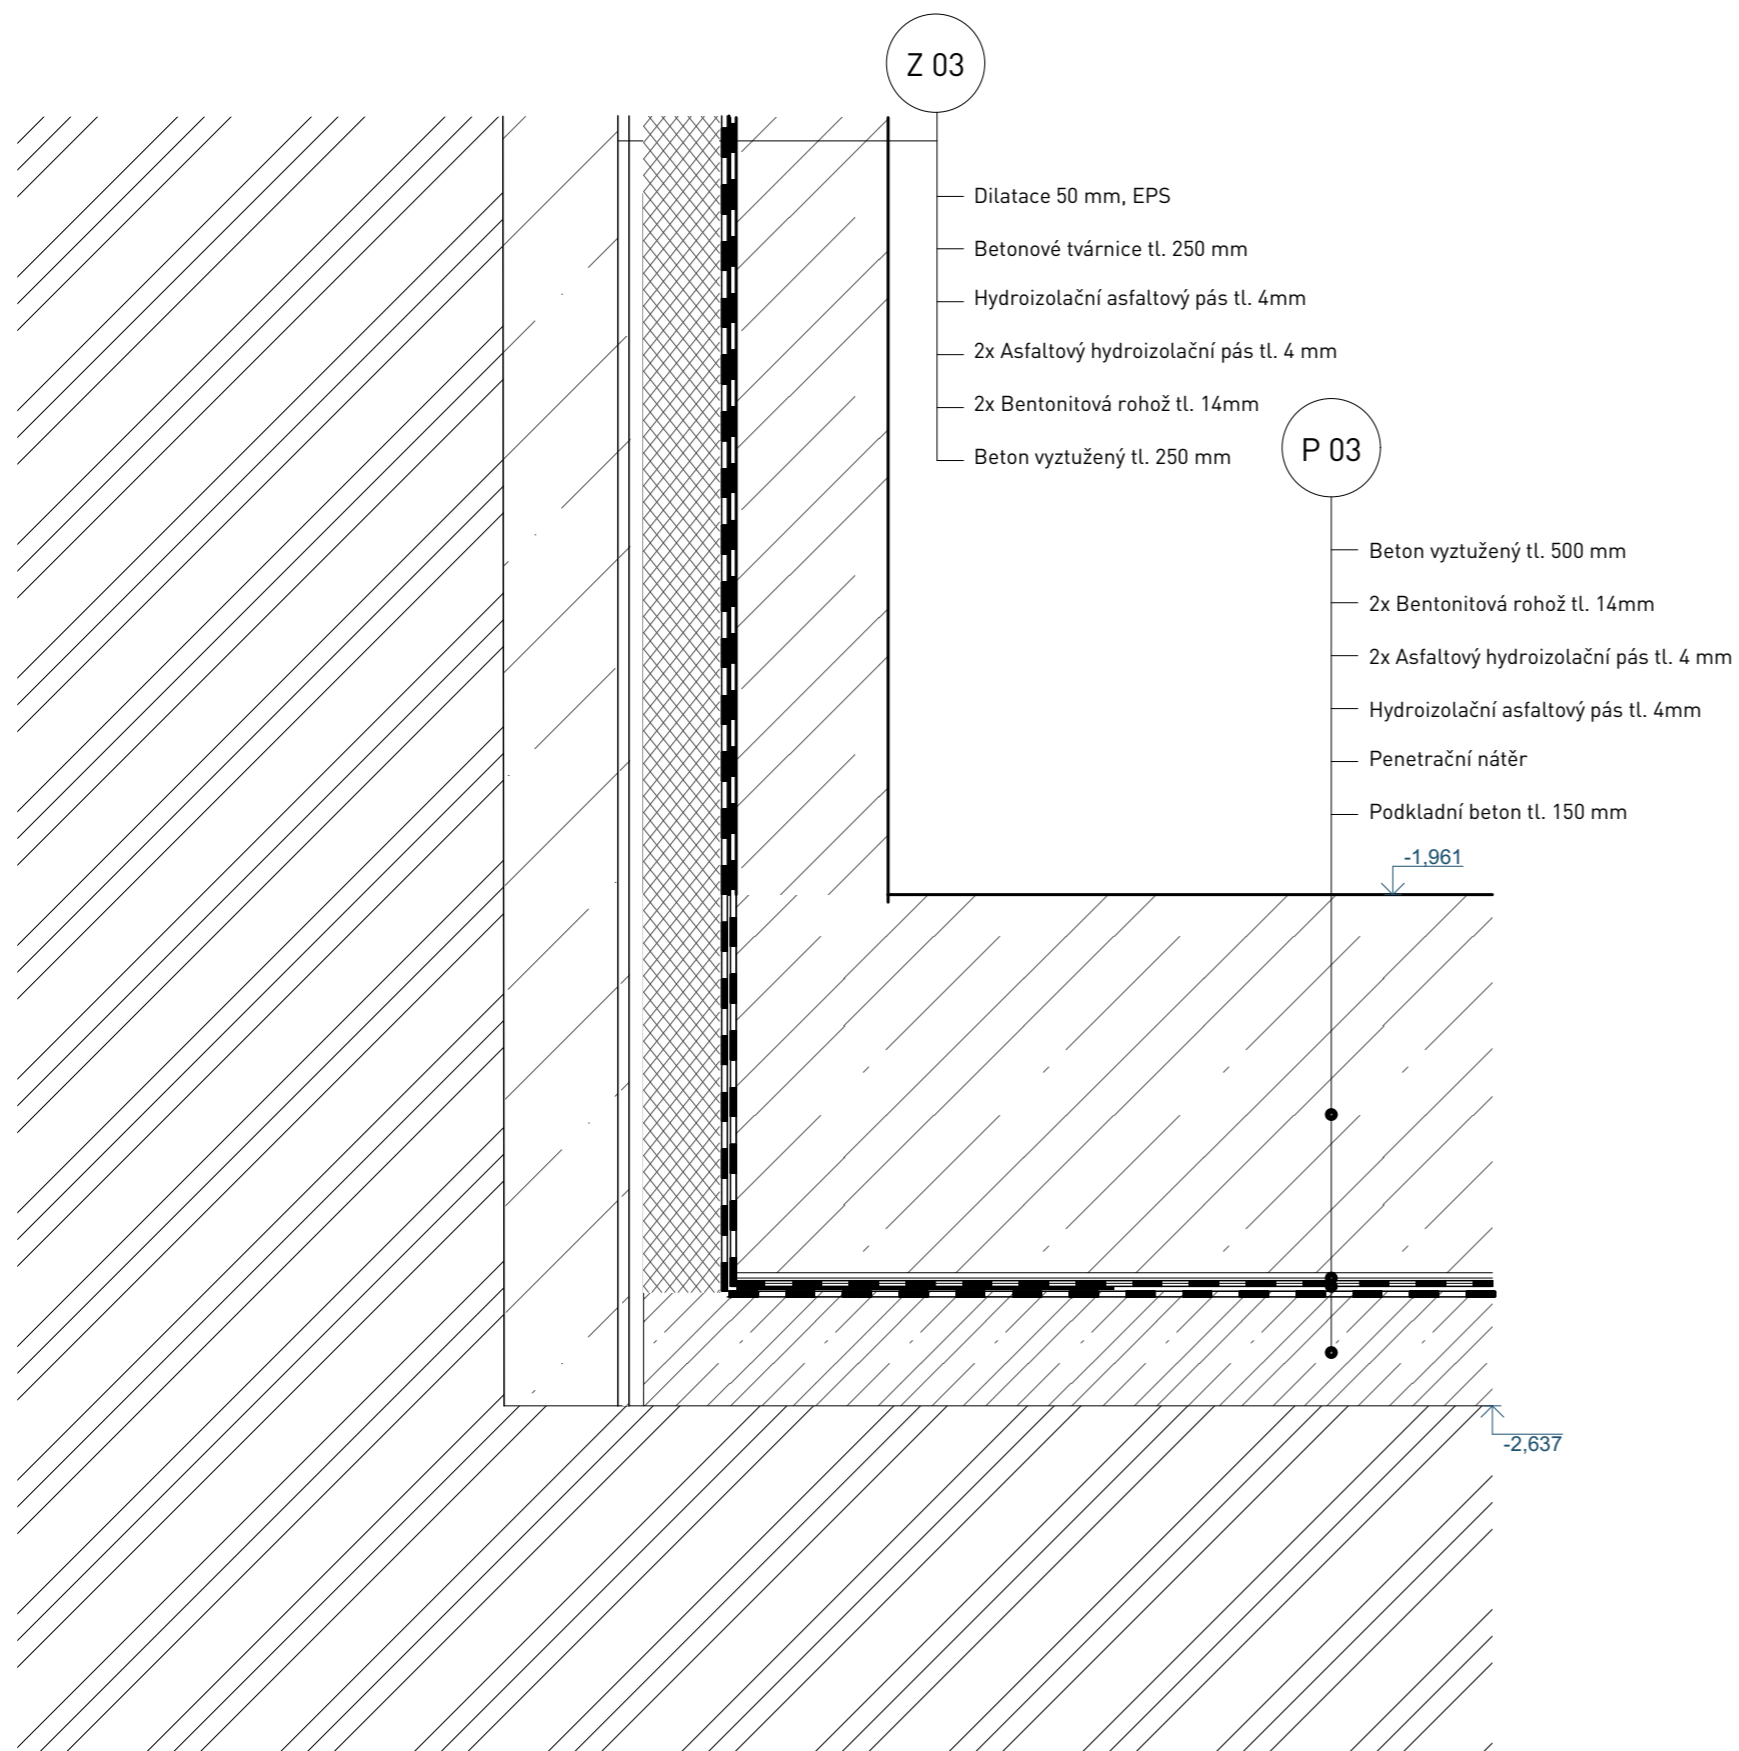 Z 03
Dilatace 50 mm, EPS
Betonové tvárnice tl. 250 mm
Hydroizolační asfaltový pás tl. 4mm
2x Asfaltový hydroizolační pás tl. 4 mm
2x Bentonitová rohož tl. 14mm
Beton vyztužený tl. 250 mm
P 03
Beton vyztužený tl. 500 mm
2x Bentonitová rohož tl. 14mm
2x Asfaltový hydroizolační pás tl. 4 mm
Hydroizolační asfaltový pás tl. 4mm
Penetrační nátěr
Podkladní beton tl. 150 mm
-1,961
-2,637